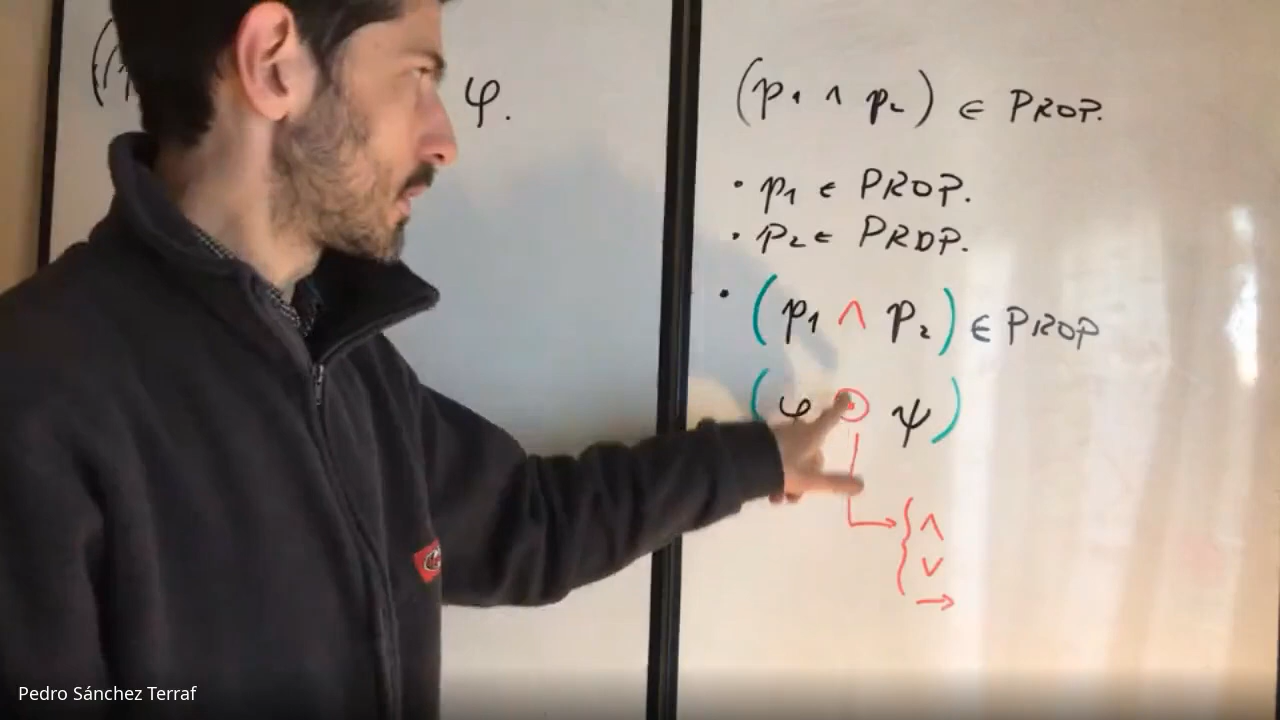 φ.
(p₁ ∧ p₂) ∈ PROP.
• p₁ ∈ PROP.
• p₂ ∈ PROP.
• (p₁ ∧ p₂) ∈ PROP
(φ ⊙ ψ)
→ { ∧
∨
→
Pedro Sánchez Terraf